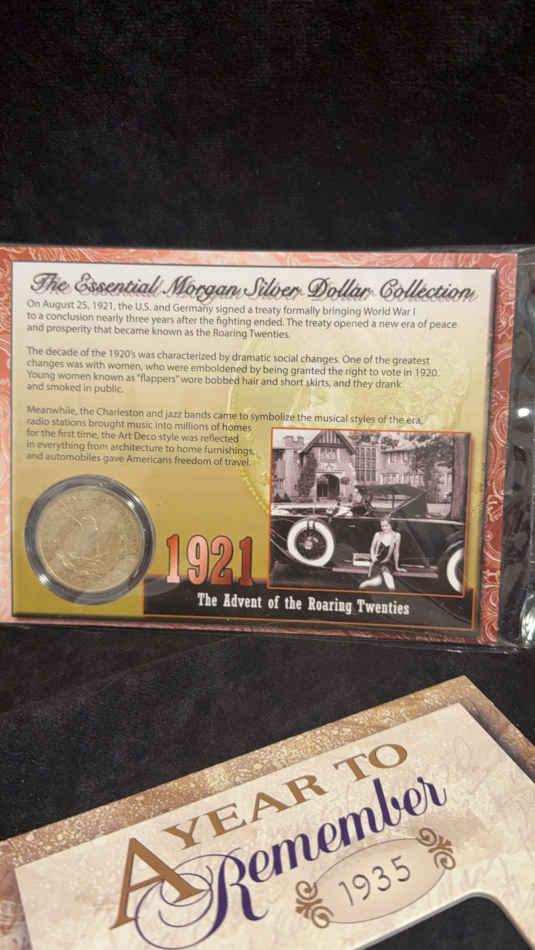 The Essential Morgan Silver Dollar Collection
On August 25, 1921, the U.S. and Germany signed a treaty formally bringing World War I
to a conclusion nearly three years after the fighting ended. The treaty opened a new era of peace
and prosperity that became known as the Roaring Twenties.
The decade of the 1920's was characterized by dramatic social changes. One of the greatest
changes was with women, who were emboldened by being granted the right to vote in 1920.
Young women known as "flappers" wore bobbed hair and short skirts, and they drank
and smoked in public.
Meanwhile, the Charleston and jazz bands came to symbolize the musical styles of the era,
radio stations brought music into millions of homes
for the first time, the Art Deco style was reflected
in everything from architecture to home furnishings,
and automobiles gave Americans freedom of travel.
1921
The Advent of the Roaring Twenties
A YEAR TO
Remember
1935